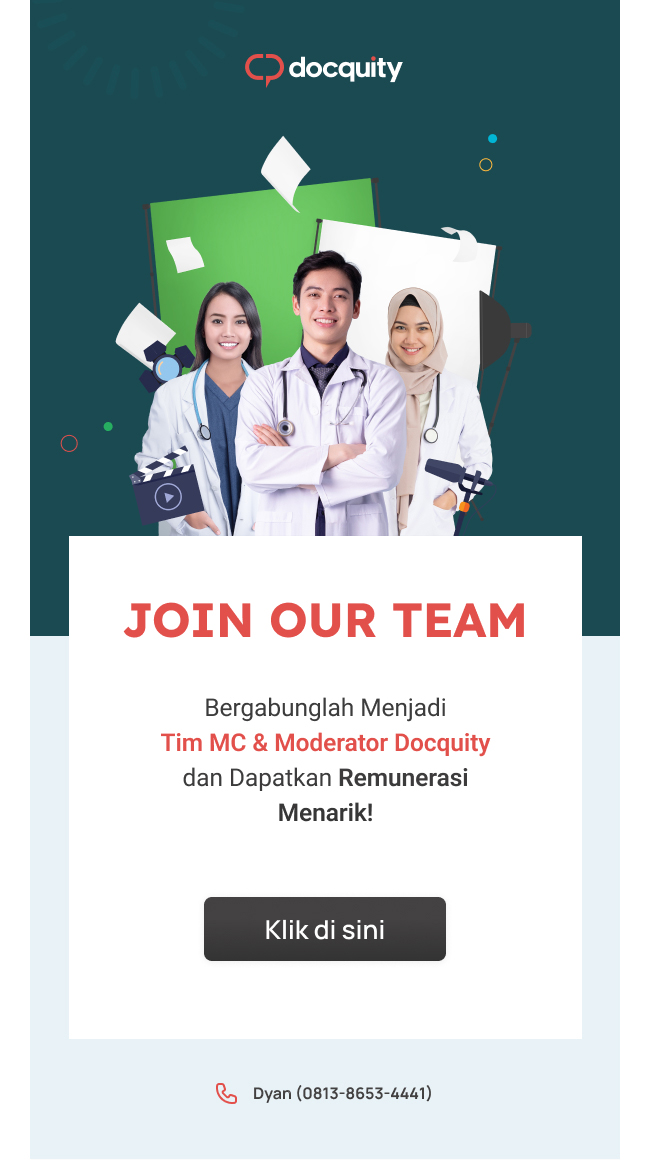 docquity
JOIN OUR TEAM
Bergabunglah Menjadi
Tim MC & Moderator Docquity
dan Dapatkan Remunerasi
Menarik!
Klik di sini
Dyan (0813-8653-4441)